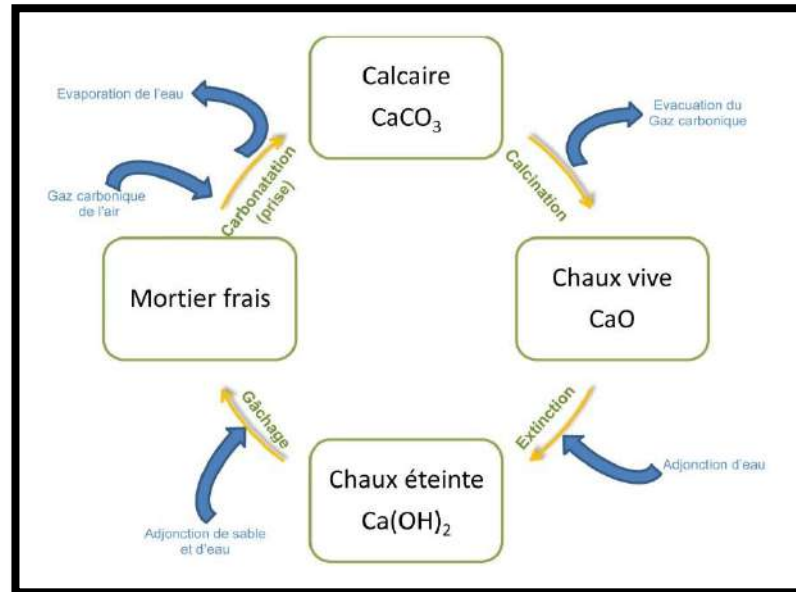 Calcaire
CaCO₃
Evacuation du
Gaz carbonique
Calcination
Chaux vive
CaO
Extinction
Adjonction d'eau
Chaux éteinte
Ca(OH)₂
Gâchage
Adjonction de sable
et d'eau
Mortier frais
Carbonatation
(prise)
Gaz carbonique
de l'air
Evaporation de l'eau